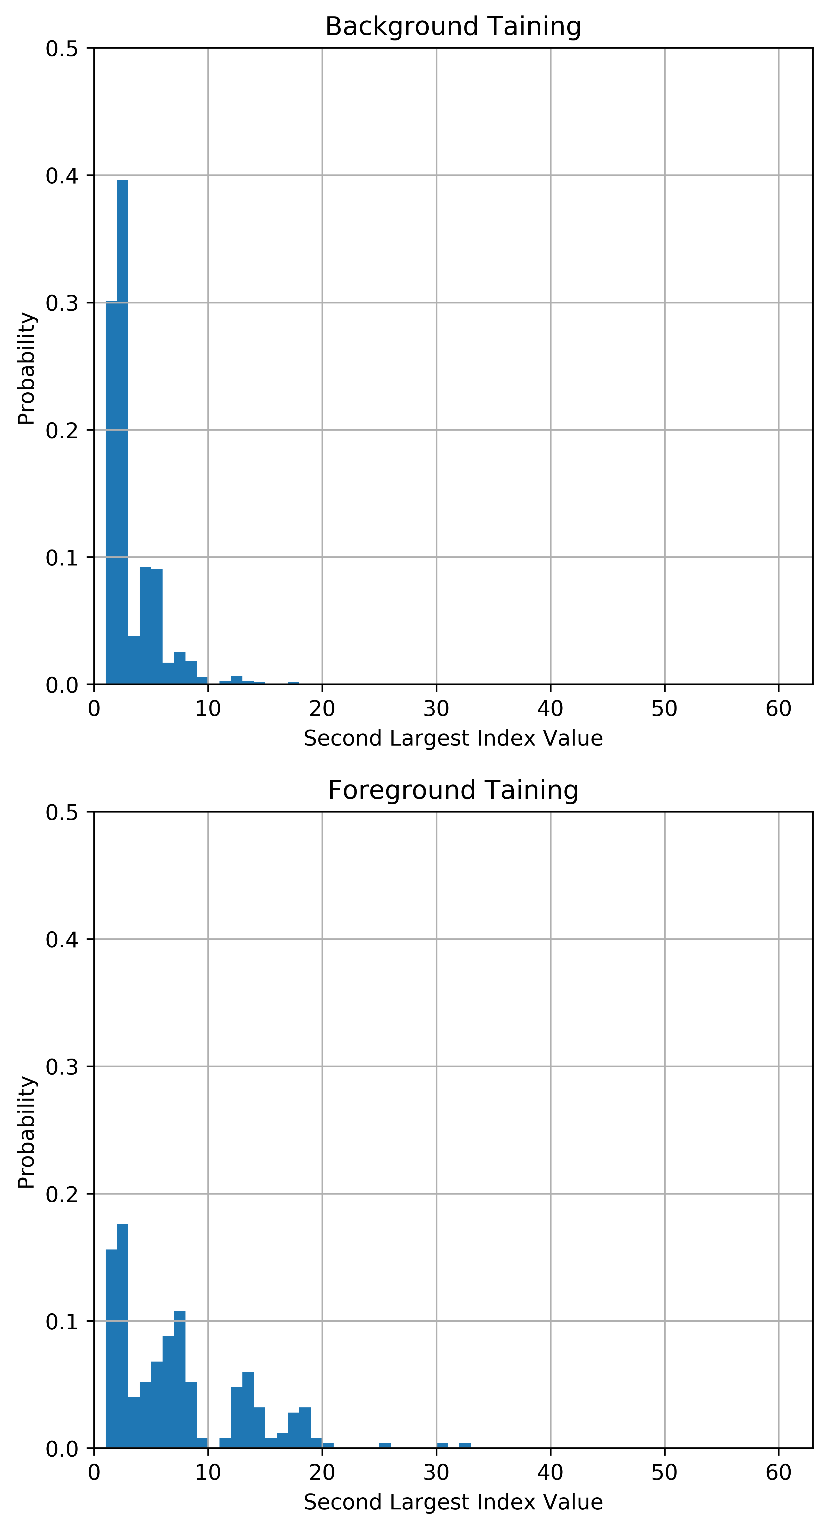 Background Taining
0.5
0.4
0.3
0.2
0.1
0.0
Probability
0 10 20 30 40 50 60
Second Largest Index Value
Foreground Taining
0.5
0.4
0.3
0.2
0.1
0.0
Probability
0 10 20 30 40 50 60
Second Largest Index Value